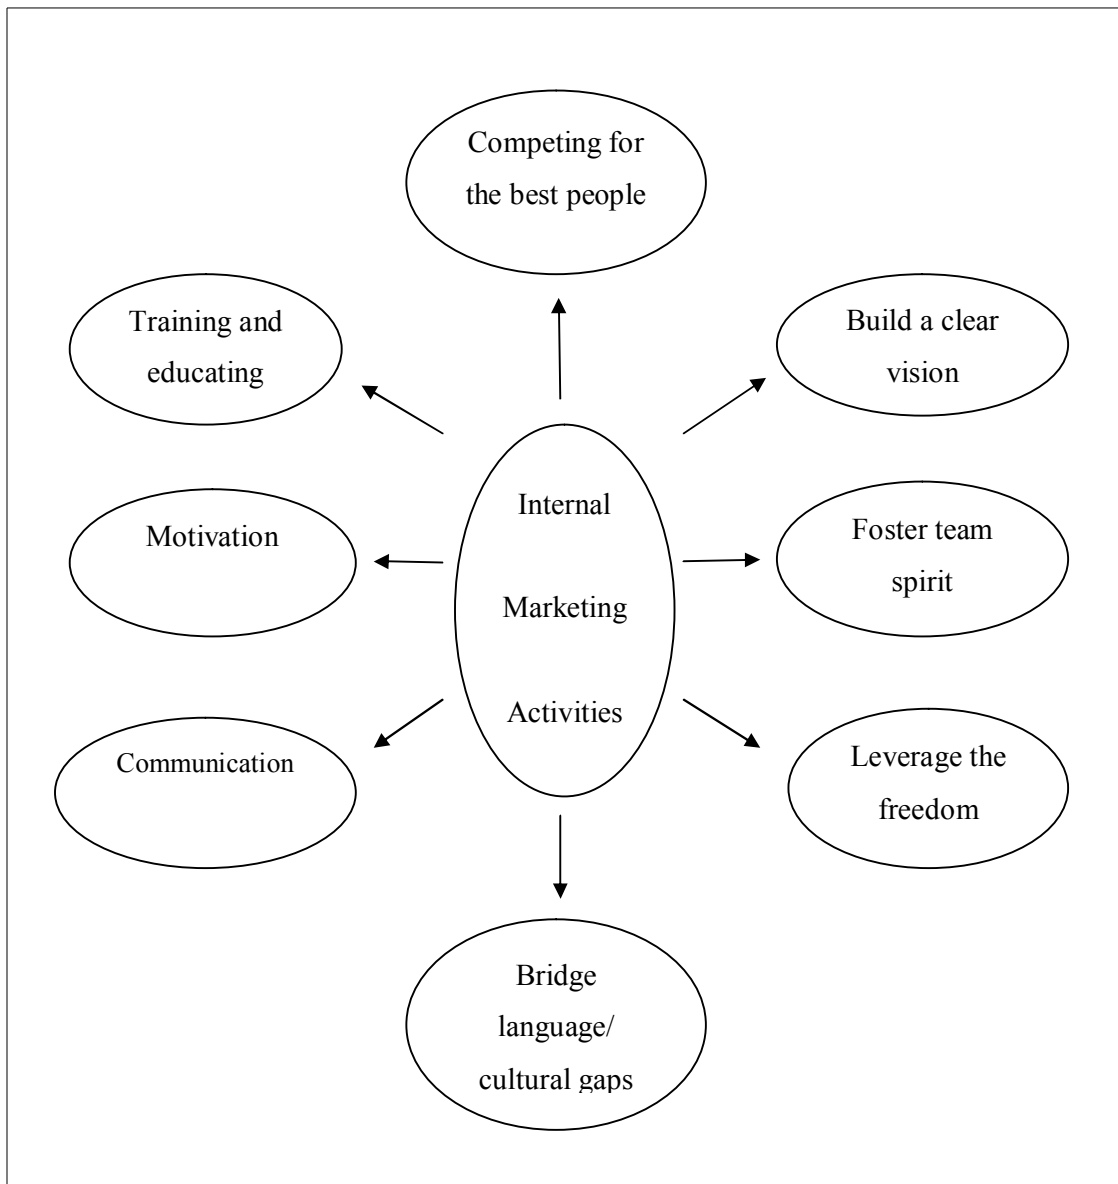 Competing for
the best people
Training and
educating
Build a clear
vision
Internal
Marketing
Activities
Motivation
Foster team
spirit
Communication
Leverage the
freedom
Bridge
language/
cultural gaps